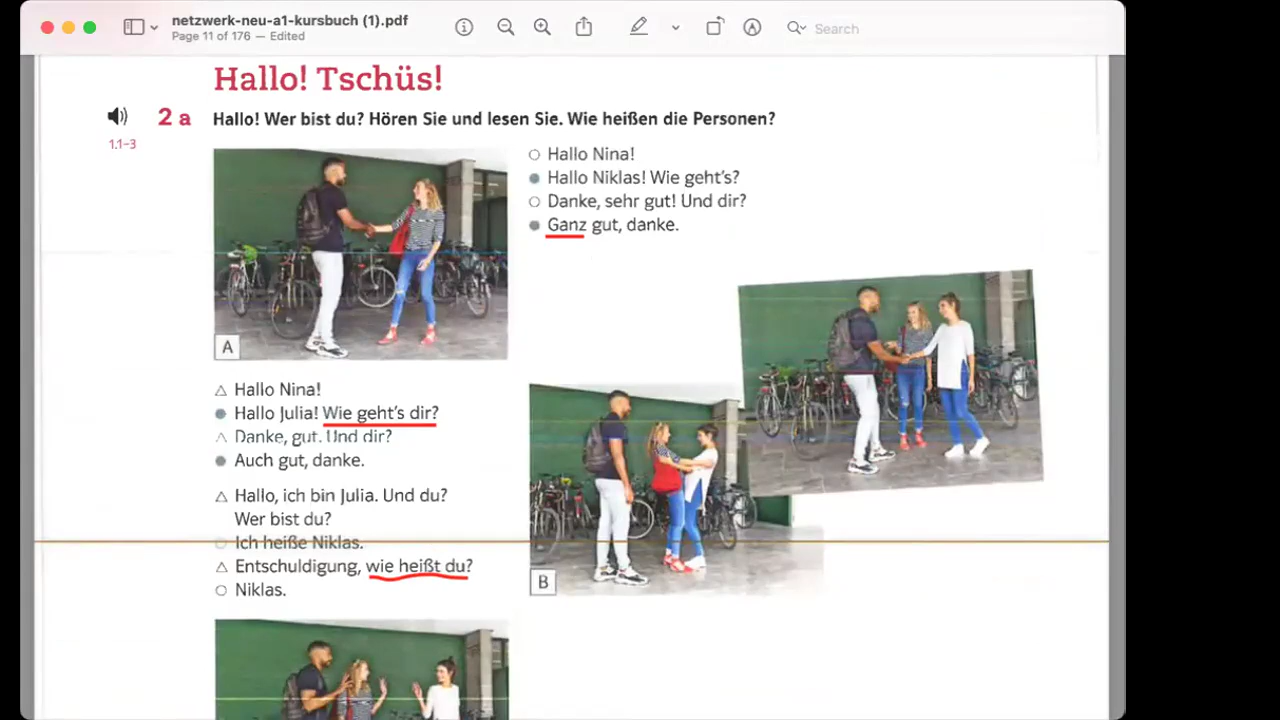 netzwerk-neu-a1-kursbuch (1).pdf
Page 11 of 176 — Edited
Search
Hallo! Tschüs!
2 a
Hallo! Wer bist du? Hören Sie und lesen Sie. Wie heißen die Personen?
1.1–3
Hallo Nina!
Hallo Niklas! Wie geht's?
Danke, sehr gut! Und dir?
Ganz gut, danke.
A
Hallo Nina!
Hallo Julia! Wie geht's dir?
Danke, gut. Und dir?
Auch gut, danke.
Hallo, ich bin Julia. Und du?
Wer bist du?
Ich heiße Niklas.
Entschuldigung, wie heißt du?
Niklas.
B